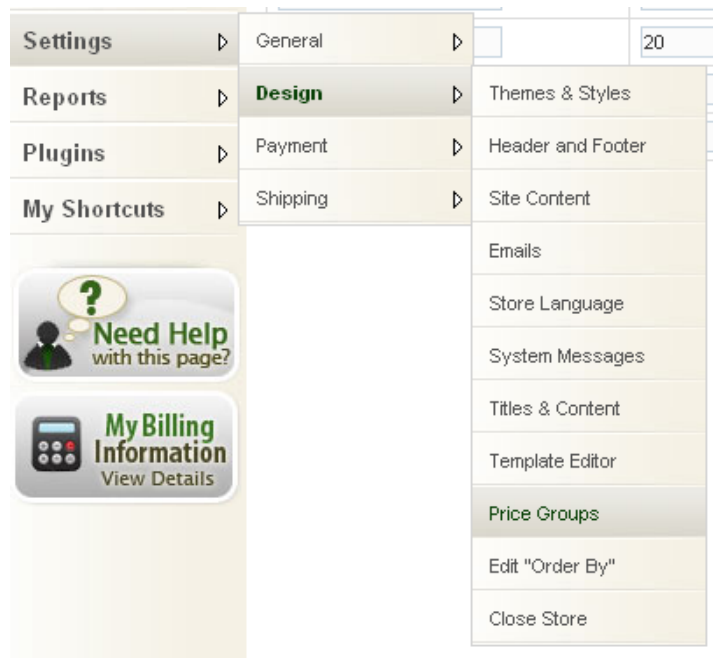 Settings
Reports
Plugins
My Shortcuts
?
Need Help
with this page?
My Billing
Information
View Details
General
Design
Payment
Shipping
20
Themes & Styles
Header and Footer
Site Content
Emails
Store Language
System Messages
Titles & Content
Template Editor
Price Groups
Edit "Order By"
Close Store